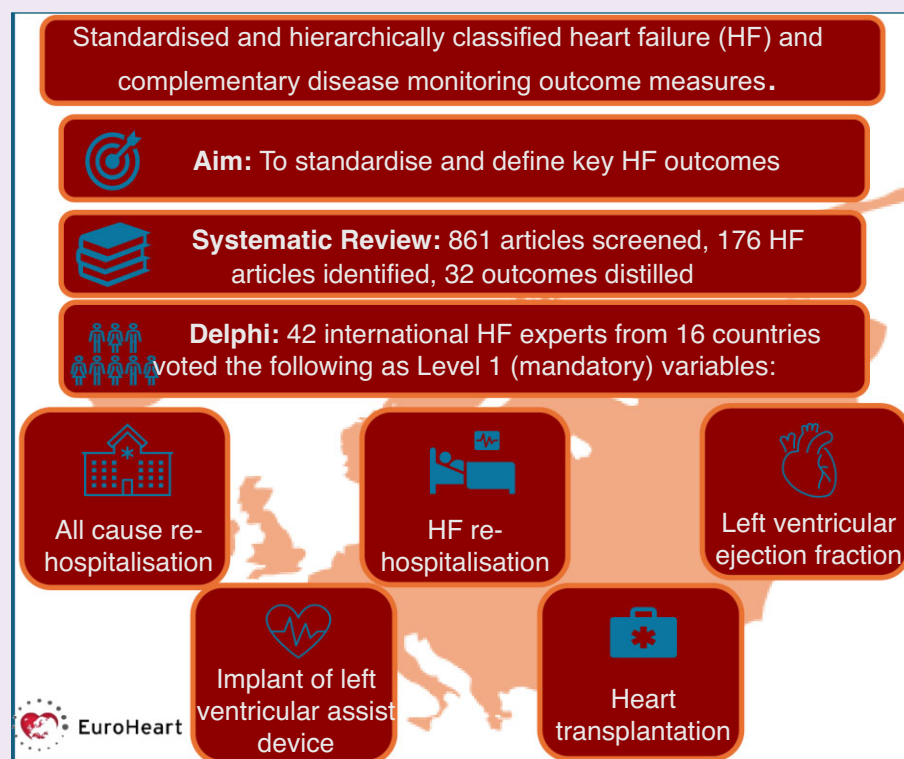 Standardised and hierarchically classified heart failure (HF) and
complementary disease monitoring outcome measures.
Aim: To standardise and define key HF outcomes
Systematic Review: 861 articles screened, 176 HF
articles identified, 32 outcomes distilled
Delphi: 42 international HF experts from 16 countries
voted the following as Level 1 (mandatory) variables:
All cause re-
hospitalisation
HF re-
hospitalisation
Left ventricular
ejection fraction
Implant of left
ventricular assist
device
Heart
transplantation
EuroHeart